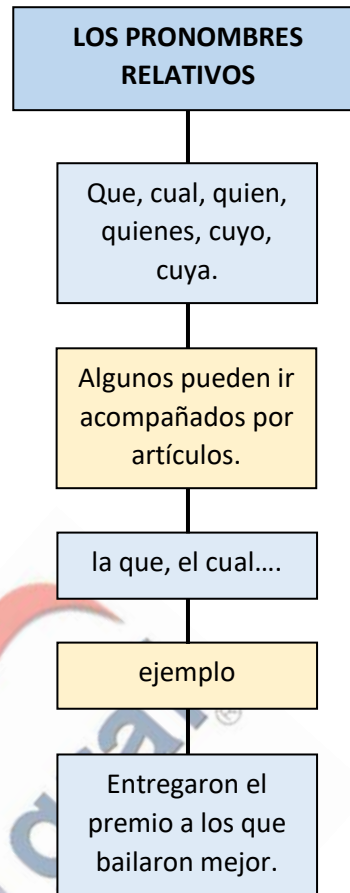 LOS PRONOMBRES
RELATIVOS
Que, cual, quien,
quienes, cuyo,
cuya.
Algunos pueden ir
acompañados por
artículos.
la que, el cual....
ejemplo
Entregaron el
premio a los que
bailaron mejor.